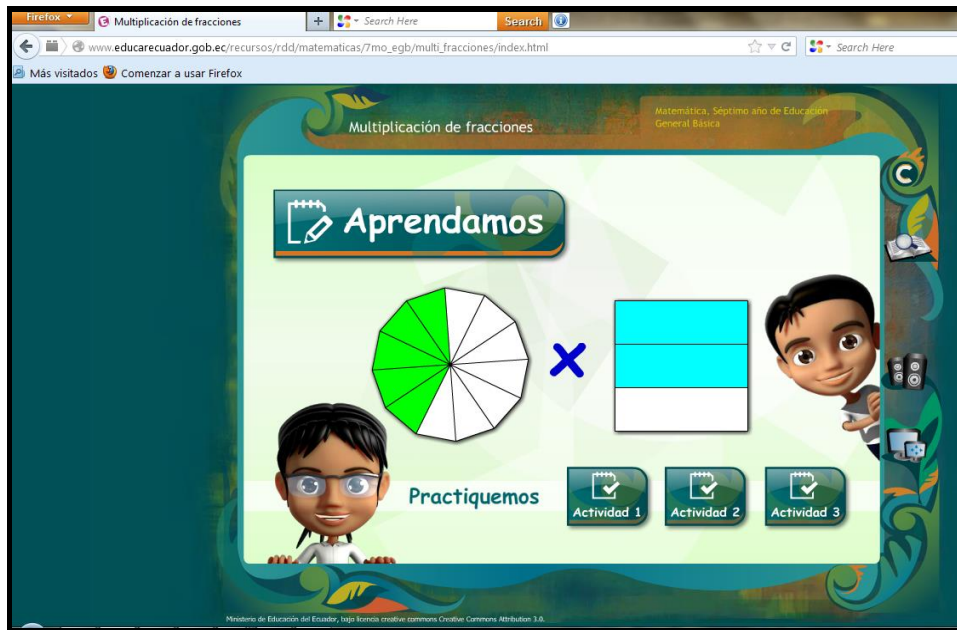 Firefox
Multiplicación de fracciones
+
Search Here
Search
www.educarecuador.gob.ec/recursos/rdd/matematicas/7mo_egb/multi_fracciones/index.html
Search Here
Más visitados
Comenzar a usar Firefox
Multiplicación de fracciones
Matemática, Séptimo año de Educación
General Básica
C
Aprendamos
x
Practiquemos
Actividad 1
Actividad 2
Actividad 3
Ministerio de Educación del Ecuador, bajo licencia creative commons Creative Commons Attribution 3.0.